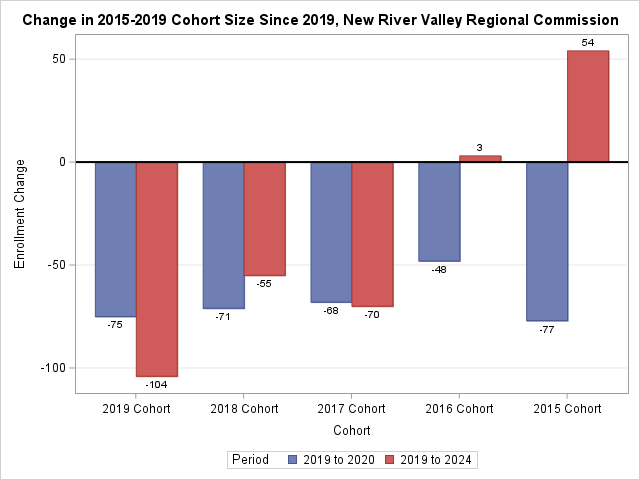 Change in 2015-2019 Cohort Size Since 2019, New River Valley Regional Commission
Enrollment Change
50
0
-50
-100
-75
-104
-71
-55
-68
-70
-48
3
-77
54
2019 Cohort
2018 Cohort
2017 Cohort
2016 Cohort
2015 Cohort
Cohort
Period 2019 to 2020 2019 to 2024